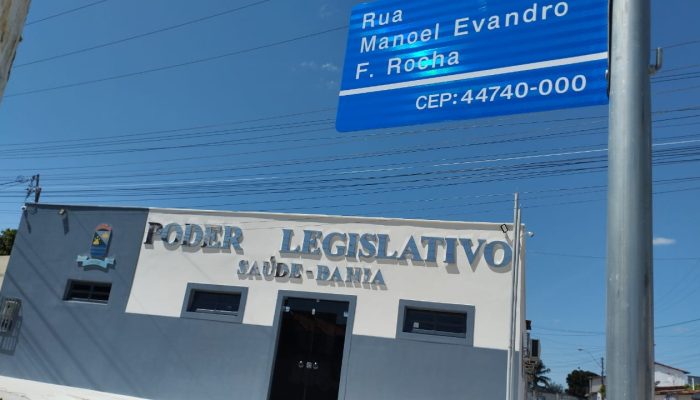 Rua
Manoel Evandro
F. Rocha
CEP: 44740-000
PODER LEGISLATIVO
SAÚDE - BAHIA